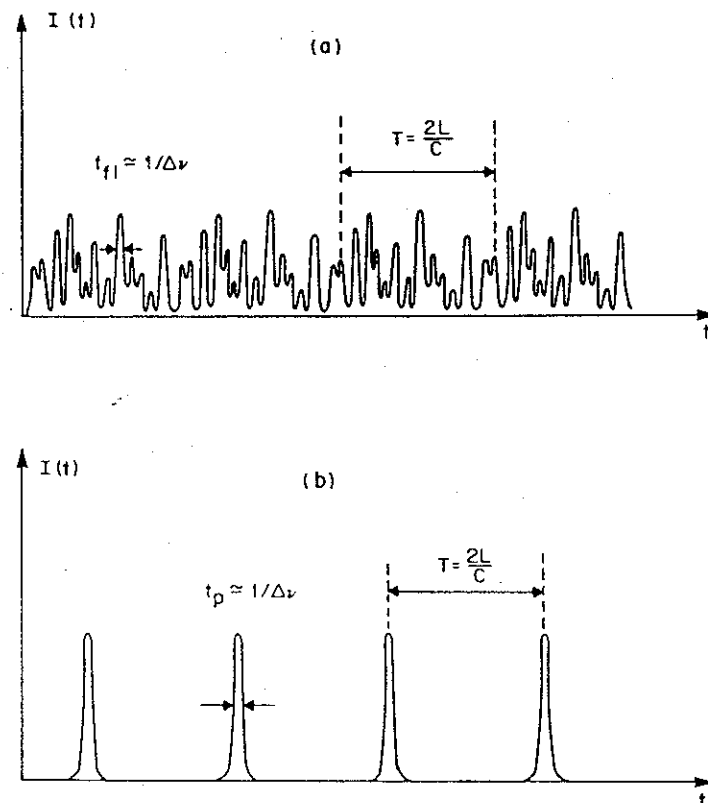 I (t)
(a)
T = 2L/C
t_fl ≃ 1/Δν
t
I (t)
(b)
T = 2L/C
t_p ≃ 1/Δν
t